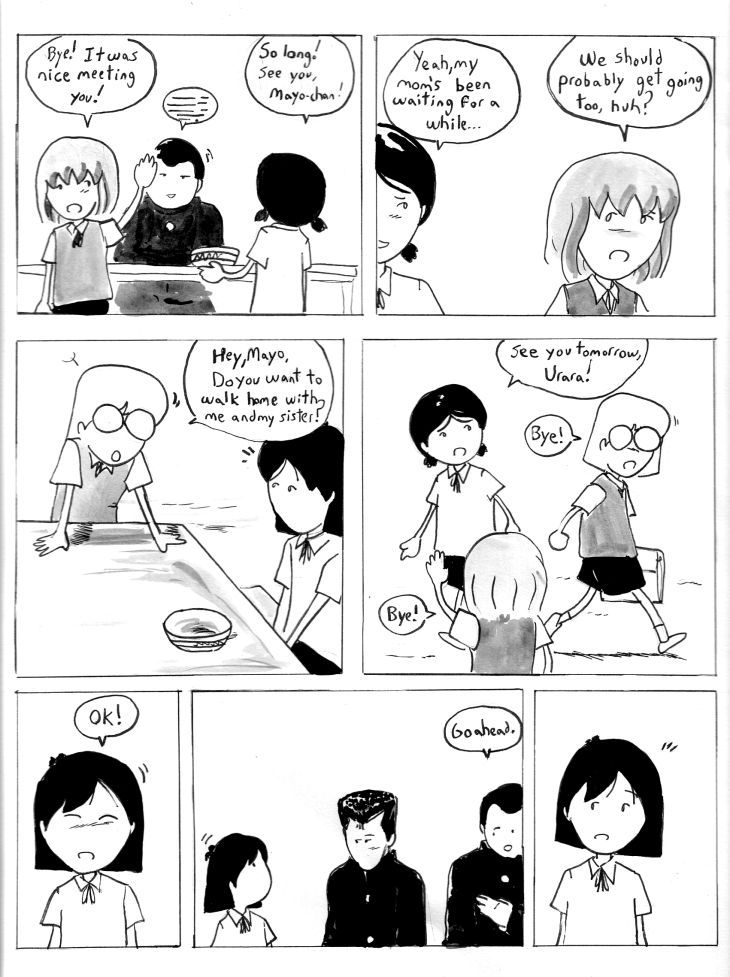 Bye! It was
nice meeting
you!
So long!
See you,
Mayo-chan!
Yeah, my
mom's been
waiting for a
while...
We should
probably get going
too, huh?
Hey, Mayo,
Do you want to
walk home with
me and my sister?
See you tomorrow,
Urara!
Bye!
Bye!
OK!
Go ahead.